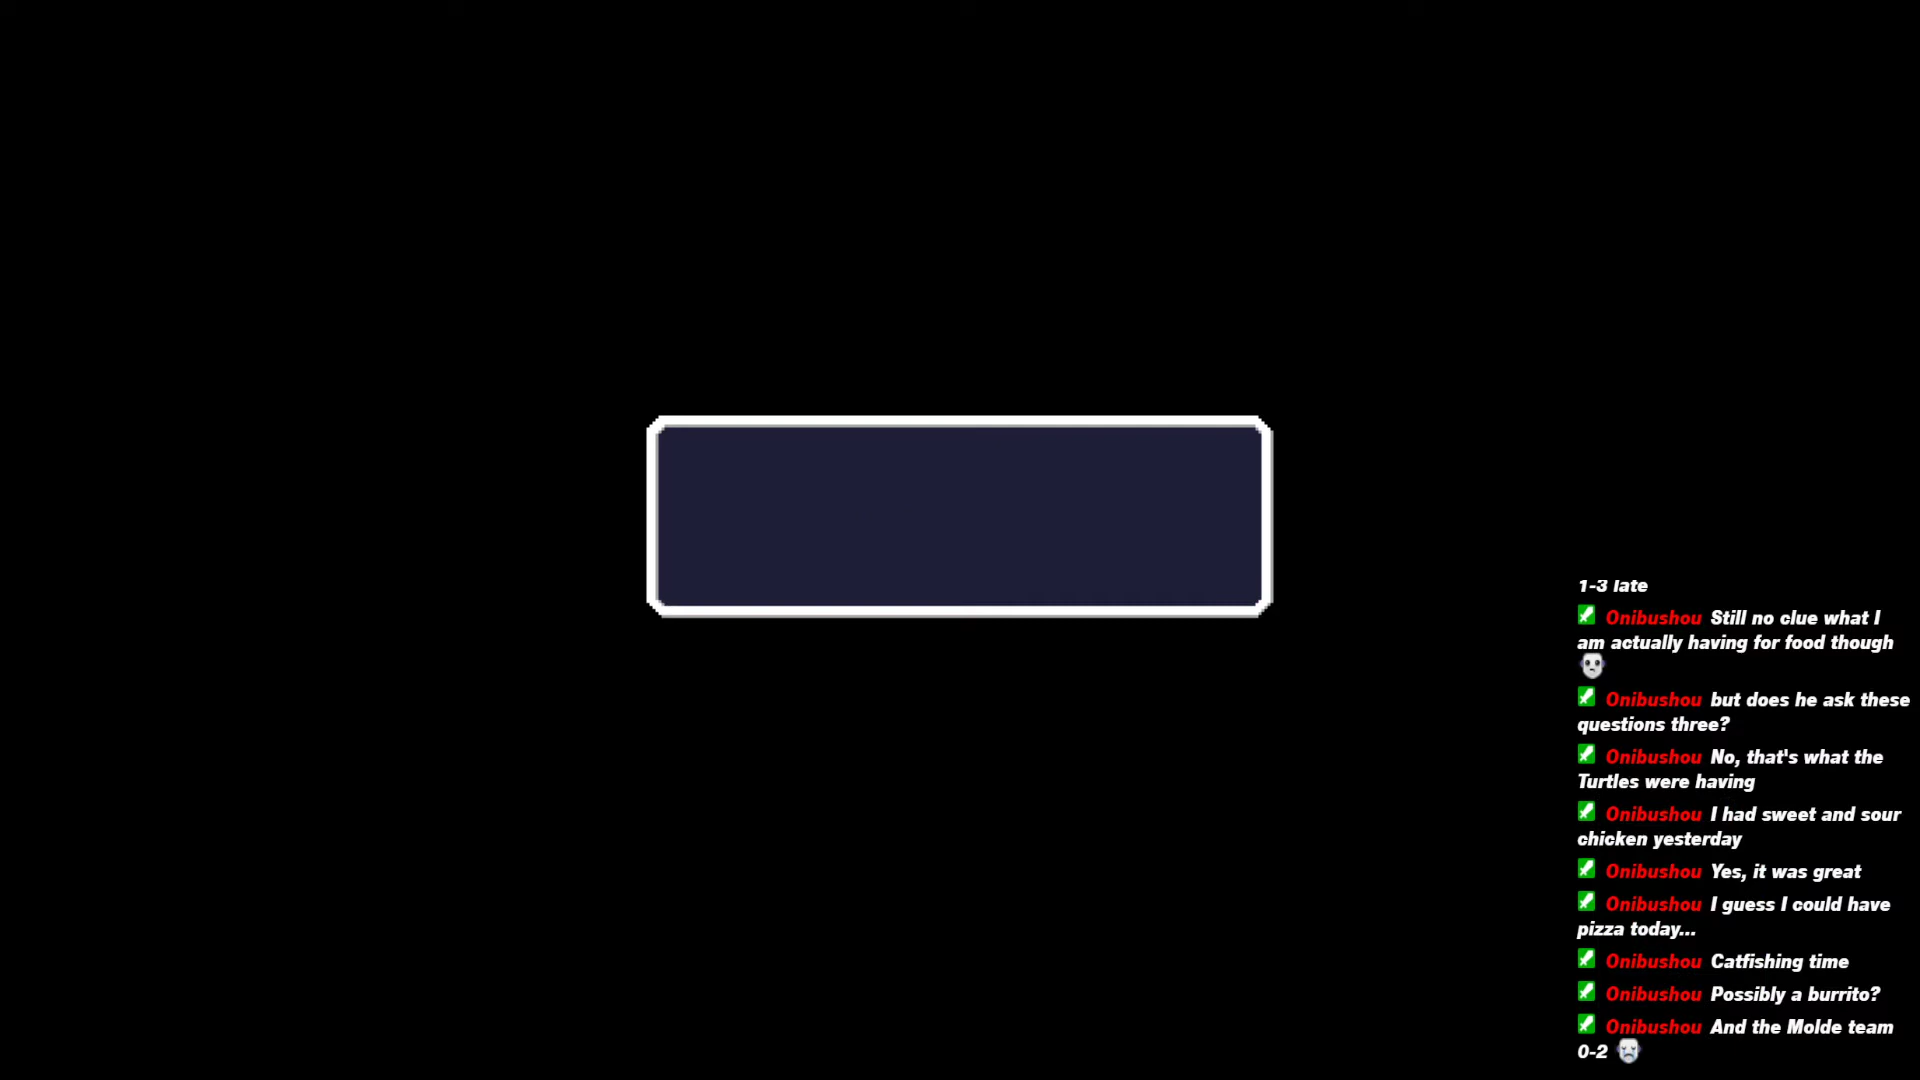 1-3 late
Onibushou Still no clue what I
am actually having for food though
Onibushou but does he ask these
questions three?
Onibushou No, that's what the
Turtles were having
Onibushou I had sweet and sour
chicken yesterday
Onibushou Yes, it was great
Onibushou I guess I could have
pizza today...
Onibushou Catfishing time
Onibushou Possibly a burrito?
Onibushou And the Molde team
0-2